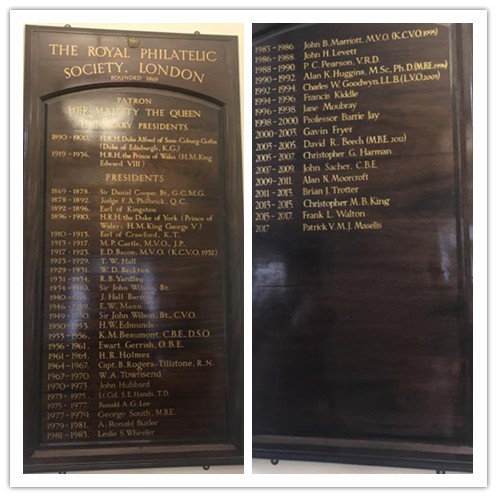 THE ROYAL PHILATELIC
SOCIETY, LONDON
FOUNDED 1869
PATRON
HER MAJESTY THE QUEEN
HONORARY PRESIDENTS
1890-1900. H.R.H. Duke Alfred of Saxe-Coburg-Gotha
(Duke of Edinburgh, K.G.)
1919-1936. H.R.H. the Prince of Wales (H.M. King
Edward VIII)
PRESIDENTS
1869-1878. Sir Daniel Cooper, Bt., G.C.M.G.
1878-1892. Judge F.A. Philbrick, Q.C.
1892-1896. Earl of Kingston
1896-1910. H.R.H. the Duke of York (Prince of
Wales: H.M. King George V)
1910-1913. Earl of Crawford, K.T.
1913-1917. M.P. Castle, M.V.O., J.P.
1917-1923. E.D. Bacon, M.V.O. (K.C.V.O. 1932)
1923-1929. T.W. Hall
1929-1931. W.D. Beckton
1931-1934. R.B. Yardley
1934-1940. Sir John Wilson, Bt.
1940-1946. J. Hall Barron
1946-1949. E.W. Mann
1949-1950. Sir John Wilson, Bt., C.V.O.
1950-1953. H.W. Edmunds
1953-1956. K.M. Beaumont, C.B.E., D.S.O.
1956-1961. Ewart Gerrish, O.B.E.
1961-1964. H.R. Holmes
1964-1967. Capt. B. Rogers-Tillstone, R.N.
1967-1970. W.A. Townsend
1970-1973. John Hubbard
1973-1975. Lt Col. S.E. Hands, T.D.
1975-1977. Ronald A.G. Lee
1977-1979. George South, M.B.E.
1979-1981. A. Ronald Butler
1981-1983. Leslie S. Wheeler
1983-1986. John B. Marriott, M.V.O. (K.C.V.O. 1995)
1986-1988. John H. Levett
1988-1990. P.C. Pearson, V.R.D.
1990-1992. Alan K. Huggins, M.Sc., Ph.D. (M.B.E. 1996)
1992-1994. Charles W. Goodwyn, LL.B. (L.V.O. 2003)
1994-1996. Francis Kiddle
1996-1998. Jane Moubray
1998-2000. Professor Barrie Jay
2000-2003. Gavin Fryer
2003-2005. David R. Beech (M.B.E. 2012)
2005-2007. Christopher G. Harman
2007-2009. John Sacher, C.B.E.
2009-2011. Alan N. Moorcroft
2011-2013. Brian J. Trotter
2013-2015. Christopher M.B. King
2015-2017. Frank L. Walton
2017 Patrick V.M.J. Maselis